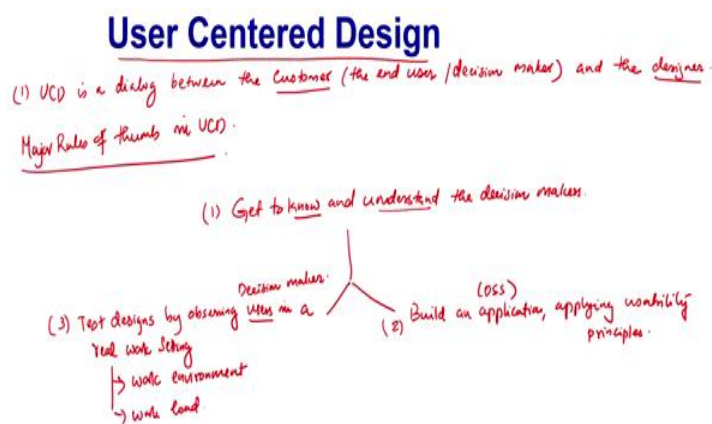 User Centered Design
(1) UCD is a dialog between the Customer (the end user / decision maker) and the designer.
Major Rules of thumb in UCD.
(1) Get to know and understand the decision makers.
Decision maker.
(3) Test designs by observing users in a
real work setting
→ work environment
→ work load
(DSS)
(2) Build an application, applying usability
principles.